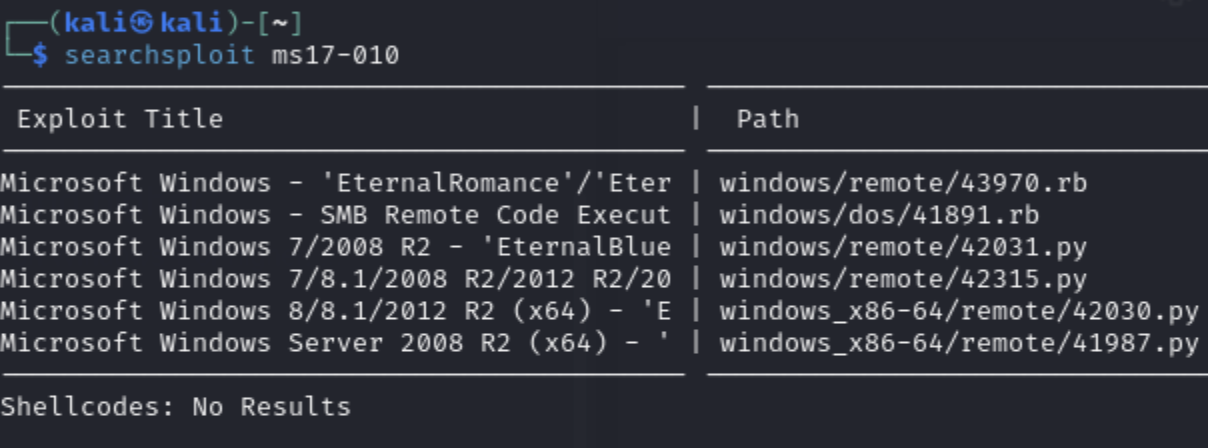 ┌──(kali㉿kali)-[~]
└─$ searchsploit ms17-010
Exploit Title | Path
Microsoft Windows - 'EternalRomance'/'Eter | windows/remote/43970.rb
Microsoft Windows - SMB Remote Code Execut | windows/dos/41891.rb
Microsoft Windows 7/2008 R2 - 'EternalBlue | windows/remote/42031.py
Microsoft Windows 7/8.1/2008 R2/2012 R2/20 | windows/remote/42315.py
Microsoft Windows 8/8.1/2012 R2 (x64) - 'E | windows_x86-64/remote/42030.py
Microsoft Windows Server 2008 R2 (x64) - ' | windows_x86-64/remote/41987.py
Shellcodes: No Results